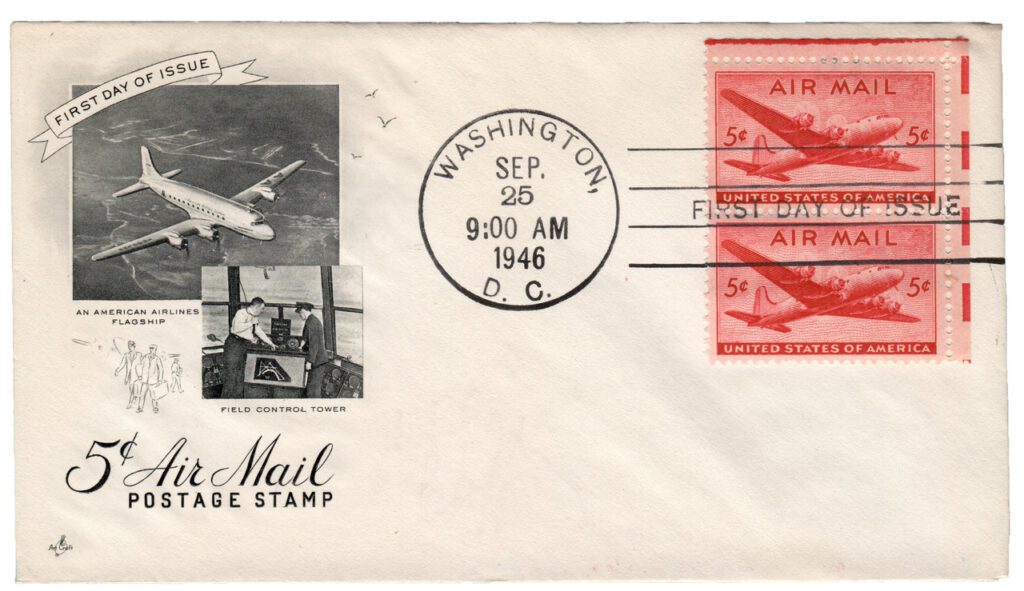 FIRST DAY OF ISSUE
AN AMERICAN AIRLINES
FLAGSHIP
FIELD CONTROL TOWER
5¢ Air Mail
POSTAGE STAMP
Art Craft
WASHINGTON,
SEP.
25
9:00 AM
1946
D. C.
AIR MAIL
5¢ 5¢
UNITED STATES OF AMERICA
FIRST DAY OF ISSUE
AIR MAIL
5¢ 5¢
UNITED STATES OF AMERICA